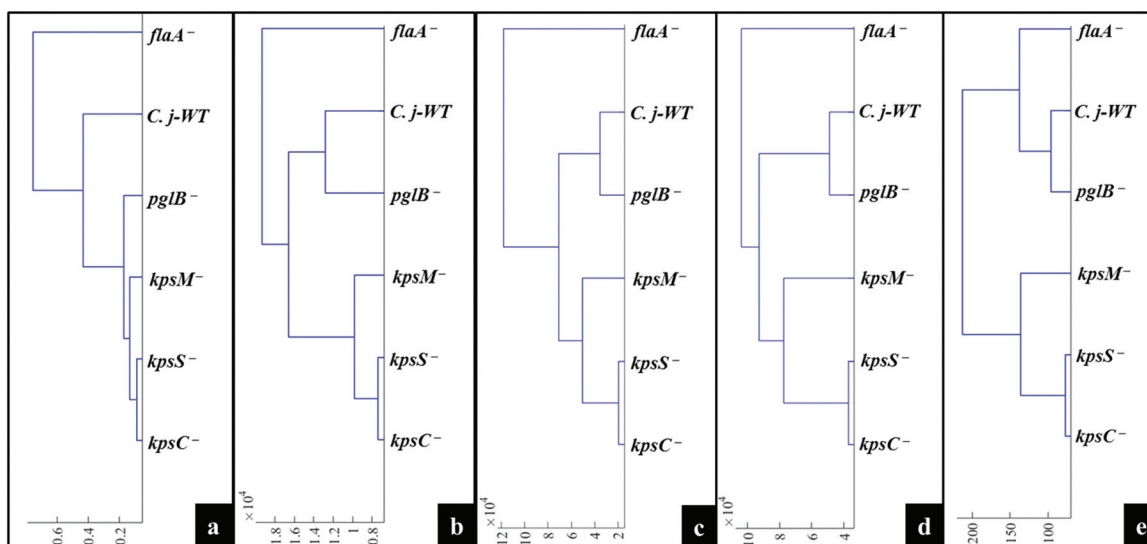 flaA⁻
C. j-WT
pglB⁻
kpsM⁻
kpsS⁻
kpsC⁻
0.6 0.4 0.2
a
flaA⁻
C. j-WT
pglB⁻
kpsM⁻
kpsS⁻
kpsC⁻
×10⁴
1.8 1.6 1.4 1.2 1 0.8
b
flaA⁻
C. j-WT
pglB⁻
kpsM⁻
kpsS⁻
kpsC⁻
×10⁴
12 10 8 6 4 2
c
flaA⁻
C. j-WT
pglB⁻
kpsM⁻
kpsS⁻
kpsC⁻
×10⁴
10 8 6 4
d
flaA⁻
C. j-WT
pglB⁻
kpsM⁻
kpsS⁻
kpsC⁻
200 150 100
e